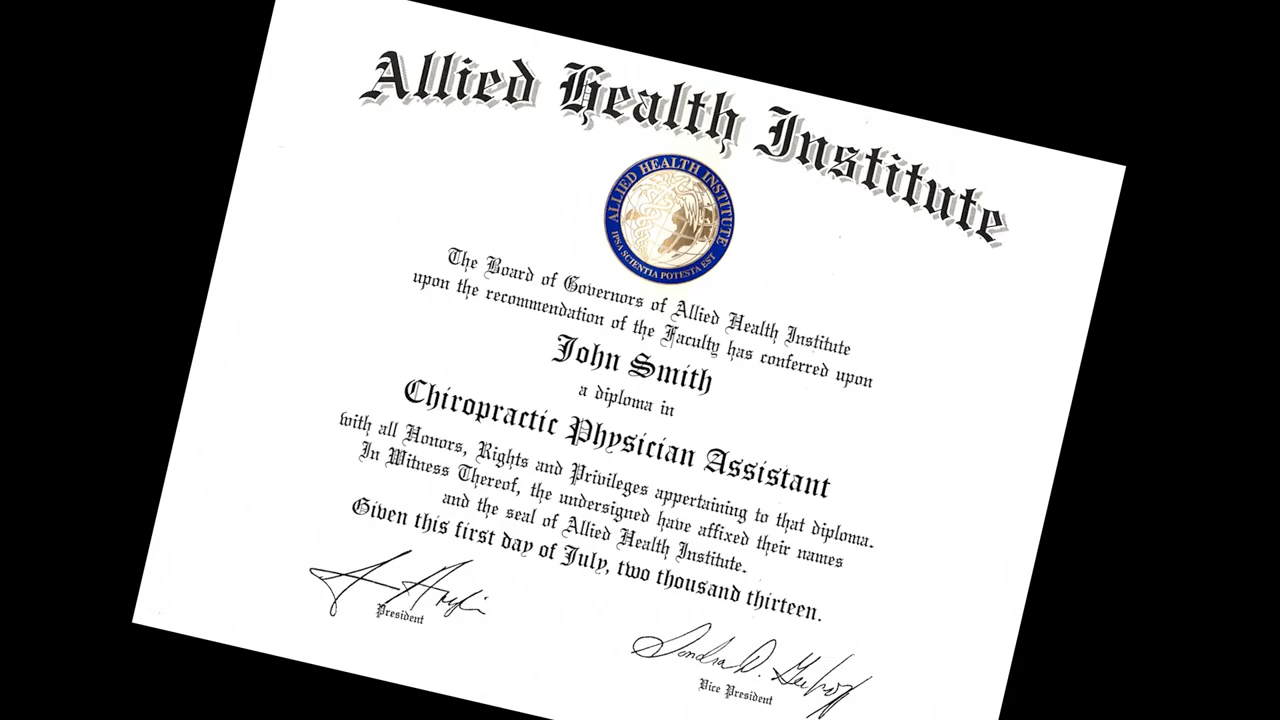 Allied Health Institute
ALLIED HEALTH INSTITUTE
IPSA SCIENTIA POTESTA EST
The Board of Governors of Allied Health Institute
upon the recommendation of the Faculty has conferred upon
John Smith
a diploma in
Chiropractic Physician Assistant
with all Honors, Rights and Privileges appertaining to that diploma.
In Witness Thereof, the undersigned have affixed their names
and the seal of Allied Health Institute.
Given this first day of July, two thousand thirteen.
President
Sondra D.
Vice President